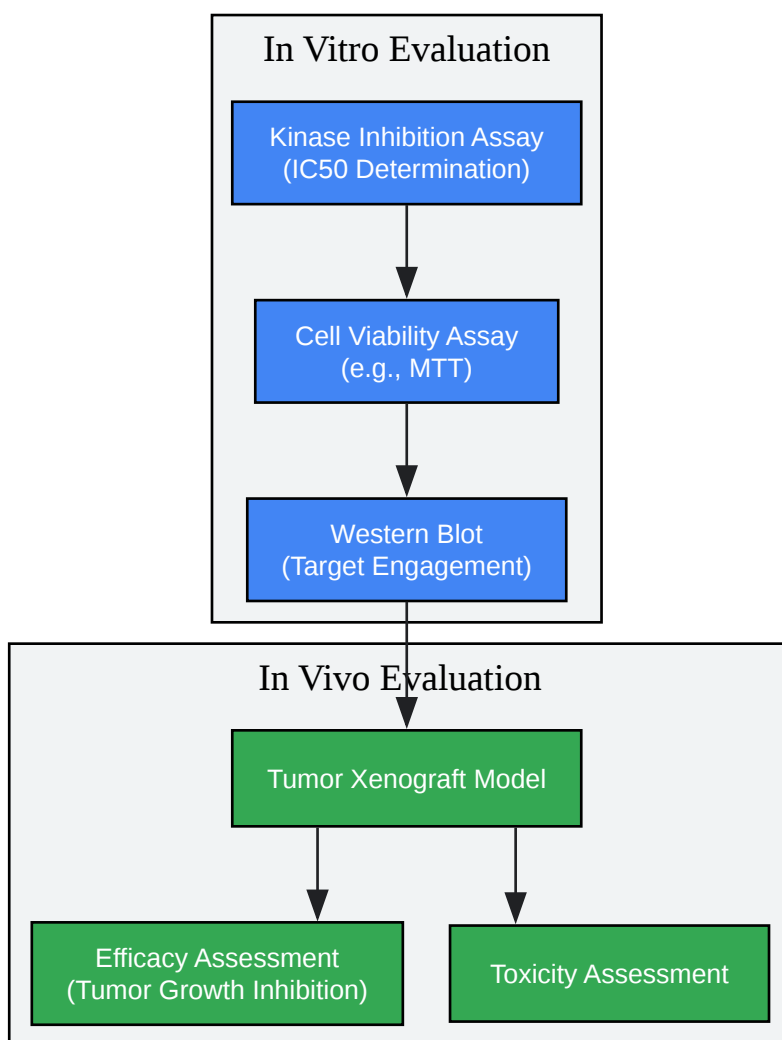 In Vitro Evaluation
Kinase Inhibition Assay
(IC50 Determination)
Cell Viability Assay
(e.g., MTT)
Western Blot
(Target Engagement)
In Vivo Evaluation
Tumor Xenograft Model
Efficacy Assessment
(Tumor Growth Inhibition)
Toxicity Assessment